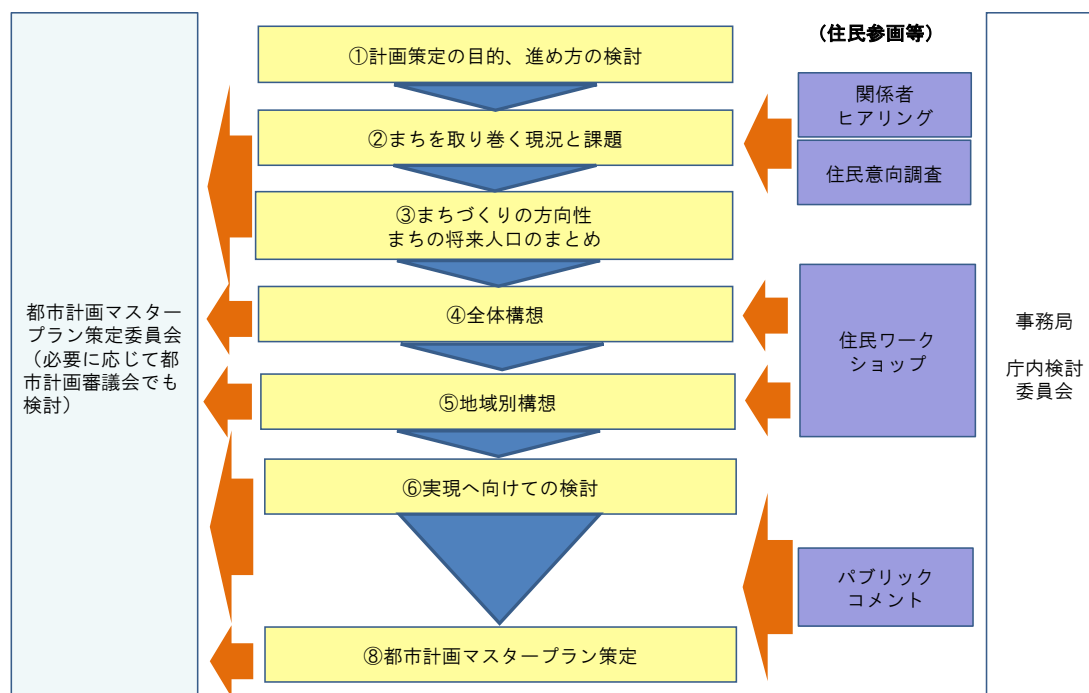 (住民参画等)
①計画策定の目的、進め方の検討
②まちを取り巻く現況と課題
③まちづくりの方向性
まちの将来人口のまとめ
④全体構想
⑤地域別構想
⑥実現へ向けての検討
⑧都市計画マスタープラン策定
都市計画マスター
プラン策定委員会
（必要に応じて都
市計画審議会でも
検討）
関係者
ヒアリング
住民意向調査
住民ワーク
ショップ
パブリック
コメント
事務局
庁内検討
委員会